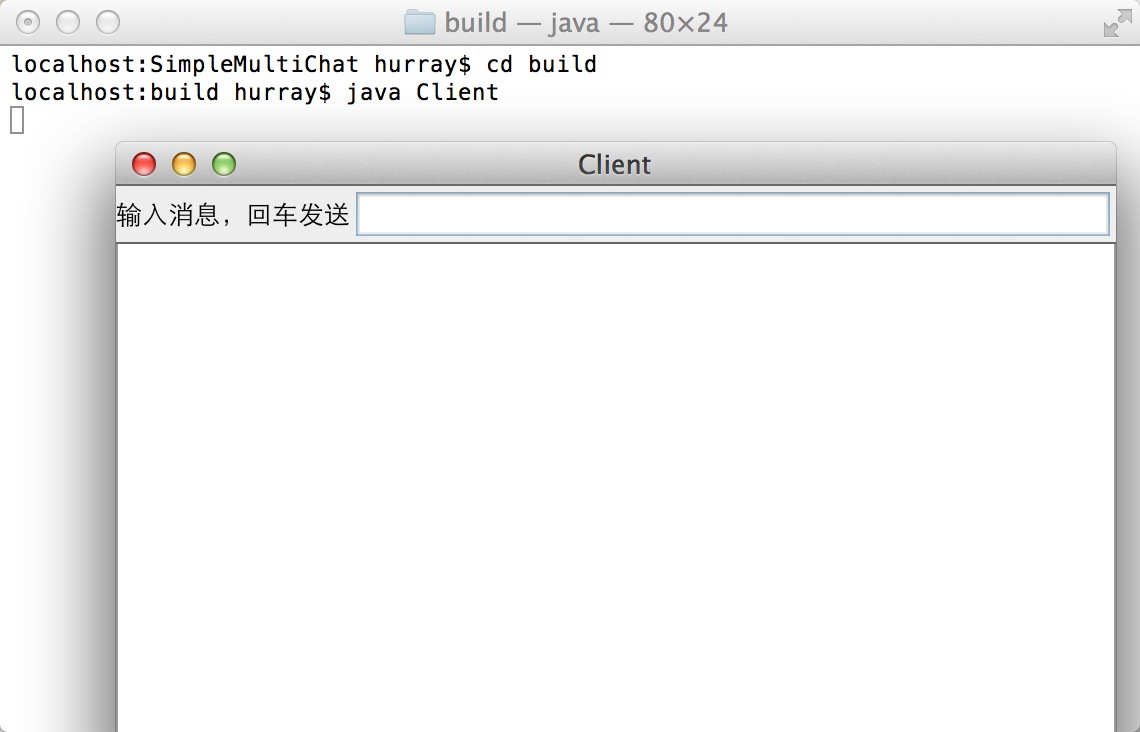 build — java — 80×24
localhost:SimpleMultiChat hurray$ cd build
localhost:build hurray$ java Client
Client
输入消息，回车发送